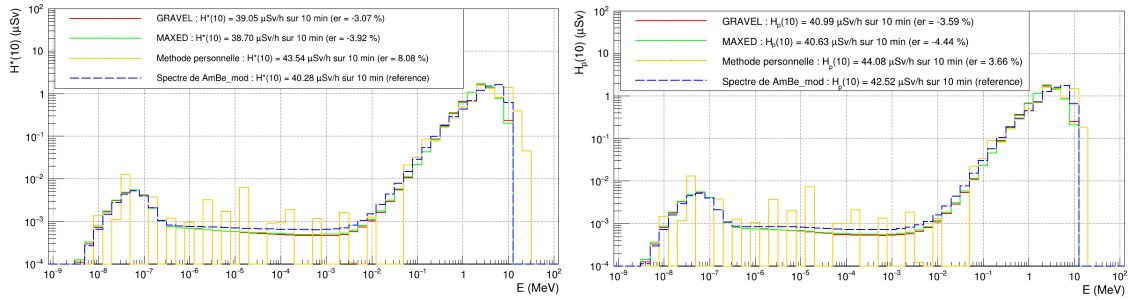 GRAVEL : H*(10) = 39.05 µSv/h sur 10 min (er = -3.07 %)
MAXED : H*(10) = 38.70 µSv/h sur 10 min (er = -3.92 %)
Methode personnelle : H*(10) = 43.54 µSv/h sur 10 min (er = 8.08 %)
Spectre de AmBe_mod : H*(10) = 40.28 µSv/h sur 10 min (reference)
H*(10) (µSv)
10²
10
1
10⁻¹
10⁻²
10⁻³
10⁻⁴
10⁻⁹ 10⁻⁸ 10⁻⁷ 10⁻⁶ 10⁻⁵ 10⁻⁴ 10⁻³ 10⁻² 10⁻¹ 1 10 10²
E (MeV)
GRAVEL : Hₚ(10) = 40.99 µSv/h sur 10 min (er = -3.59 %)
MAXED : Hₚ(10) = 40.63 µSv/h sur 10 min (er = -4.44 %)
Methode personnelle : Hₚ(10) = 44.08 µSv/h sur 10 min (er = 3.66 %)
Spectre de AmBe_mod : Hₚ(10) = 42.52 µSv/h sur 10 min (reference)
Hₚ(10) (µSv)
10²
10
1
10⁻¹
10⁻²
10⁻³
10⁻⁴
10⁻⁹ 10⁻⁸ 10⁻⁷ 10⁻⁶ 10⁻⁵ 10⁻⁴ 10⁻³ 10⁻² 10⁻¹ 1 10 10²
E (MeV)